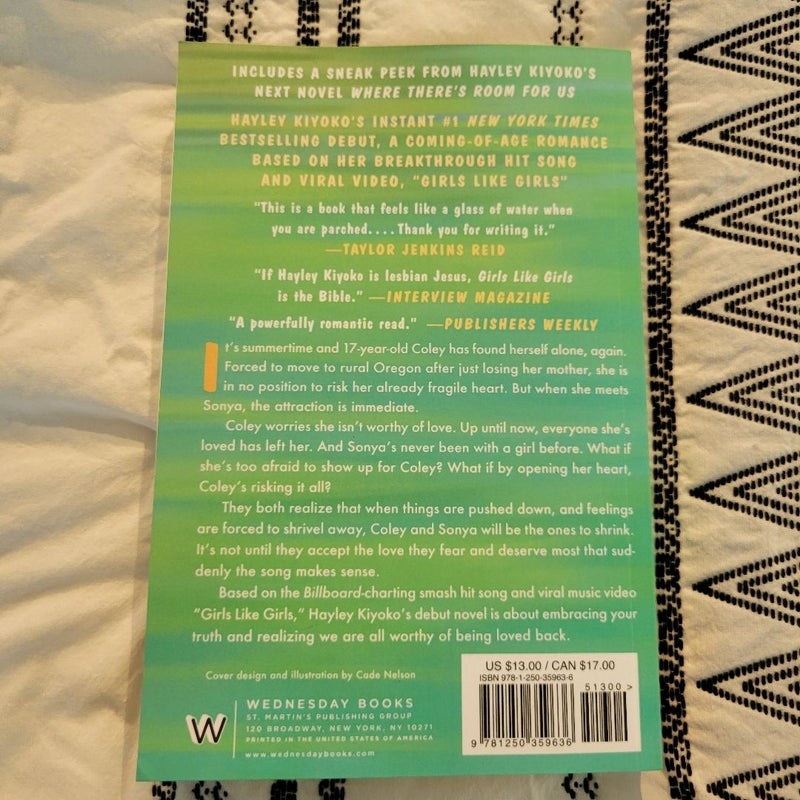 INCLUDES A SNEAK PEEK FROM HAYLEY KIYOKO'S
NEXT NOVEL WHERE THERE'S ROOM FOR US
HAYLEY KIYOKO'S INSTANT #1 NEW YORK TIMES
BESTSELLING DEBUT, A COMING-OF-AGE ROMANCE
BASED ON HER BREAKTHROUGH HIT SONG
AND VIRAL VIDEO, "GIRLS LIKE GIRLS"
"This is a book that feels like a glass of water when
you are parched.... Thank you for writing it."
—TAYLOR JENKINS REID
"If Hayley Kiyoko is lesbian Jesus, Girls Like Girls
is the Bible." —INTERVIEW MAGAZINE
"A powerfully romantic read." —PUBLISHERS WEEKLY
It's summertime and 17-year-old Coley has found herself alone, again.
Forced to move to rural Oregon after just losing her mother, she is
in no position to risk her already fragile heart. But when she meets
Sonya, the attraction is immediate.
Coley worries she isn't worthy of love. Up until now, everyone she's
loved has left her. And Sonya's never been with a girl before. What if
she's too afraid to show up for Coley? What if by opening her heart,
Coley's risking it all?
They both realize that when things are pushed down, and feelings
are forced to shrivel away, Coley and Sonya will be the ones to shrink.
It's not until they accept the love they fear and deserve most that sud-
denly the song makes sense.
Based on the Billboard-charting smash hit song and viral music video
"Girls Like Girls," Hayley Kiyoko's debut novel is about embracing your
truth and realizing we are all worthy of being loved back.
Cover design and illustration by Cade Nelson
W
WEDNESDAY BOOKS
ST. MARTIN'S PUBLISHING GROUP
120 BROADWAY, NEW YORK, NY 10271
PRINTED IN THE UNITED STATES OF AMERICA
www.wednesdaybooks.com
US $13.00 / CAN $17.00
ISBN 978-1-250-35963-6
51300 >
9 781250 359636